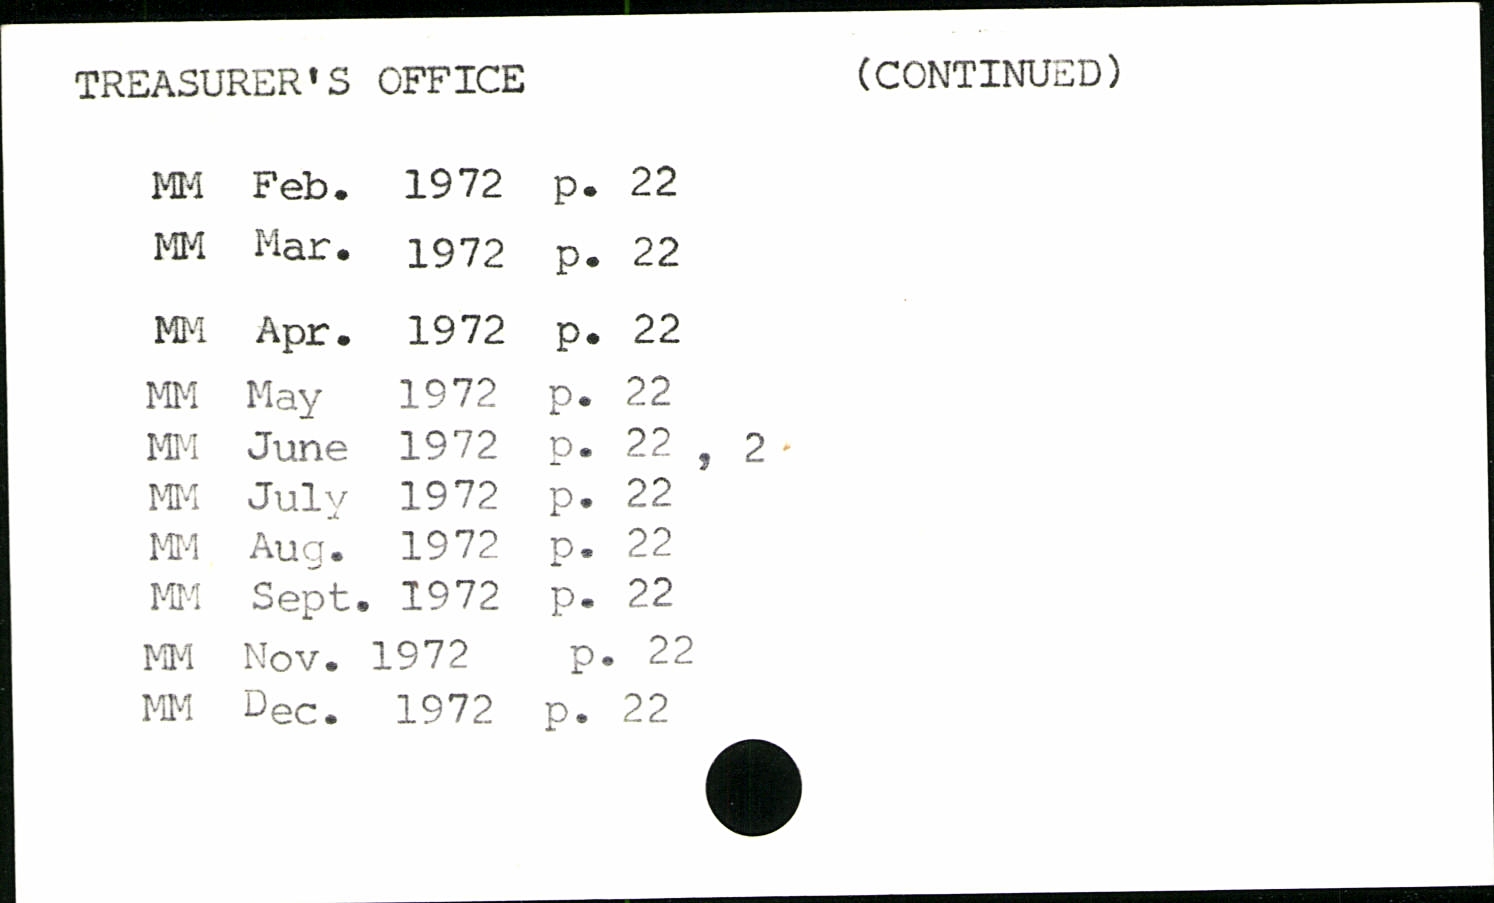 TREASURER'S OFFICE (CONTINUED)
MM Feb. 1972 p. 22
MM Mar. 1972 p. 22
MM Apr. 1972 p. 22
MM May 1972 p. 22
MM June 1972 p. 22 , 2
MM July 1972 p. 22
MM Aug. 1972 p. 22
MM Sept. 1972 p. 22
MM Nov. 1972 p. 22
MM Dec. 1972 p. 22